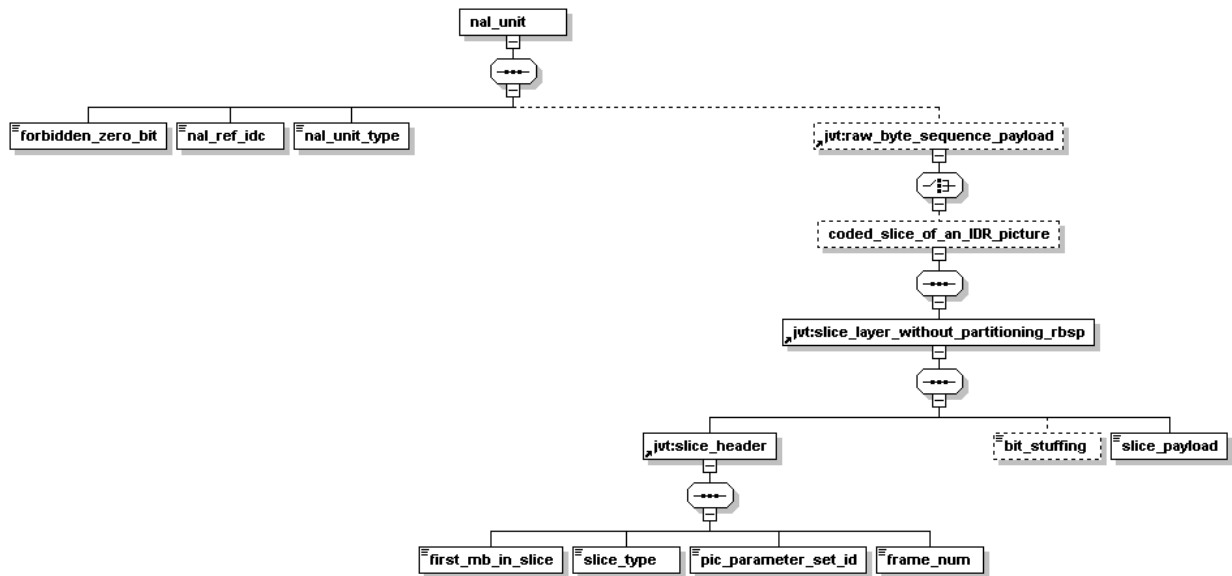 nal_unit
forbidden_zero_bit
nal_ref_idc
nal_unit_type
jvt:raw_byte_sequence_payload
coded_slice_of_an_IDR_picture
jvt:slice_layer_without_partitioning_rbsp
jvt:slice_header
bit_stuffing
slice_payload
first_mb_in_slice
slice_type
pic_parameter_set_id
frame_num